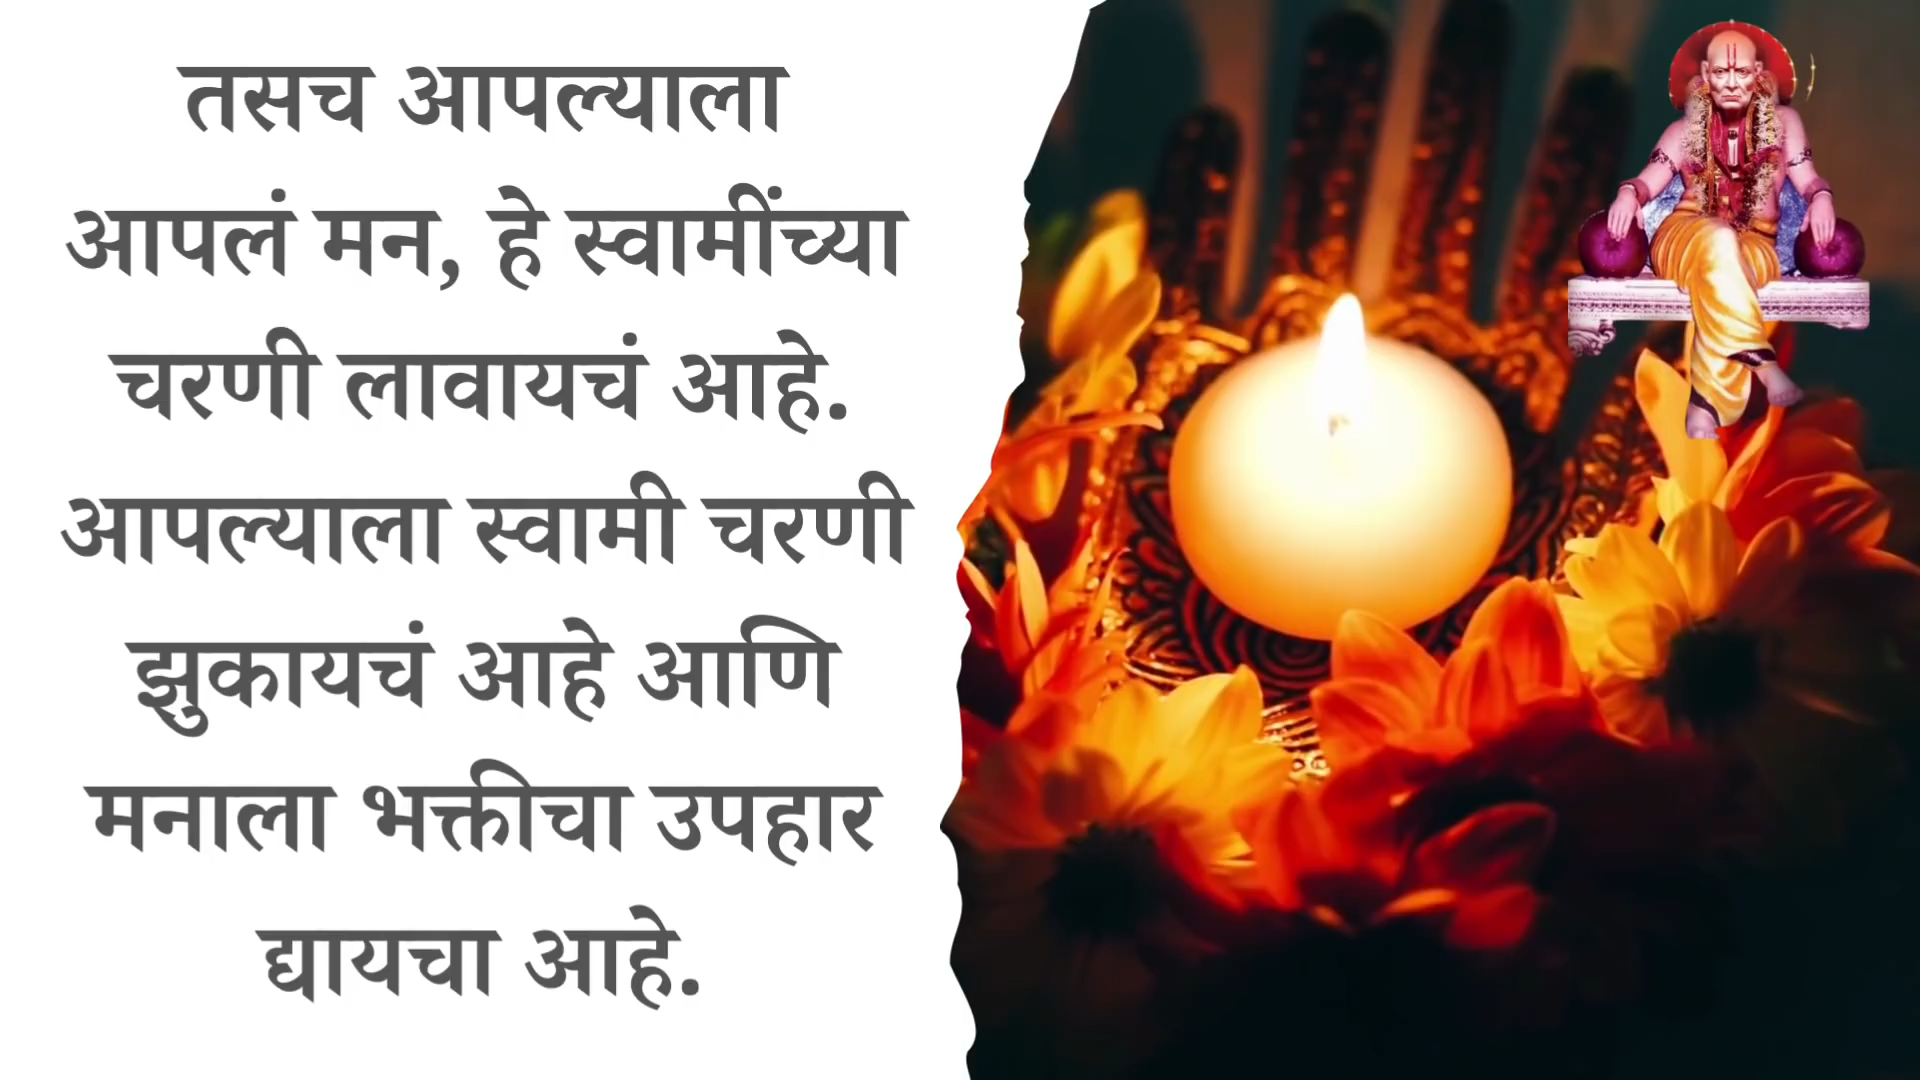 तसच आपल्याला
आपलं मन, हे स्वामींच्या
चरणी लावायचं आहे.
आपल्याला स्वामी चरणी
झुकायचं आहे आणि
मनाला भक्तीचा उपहार
द्यायचा आहे.